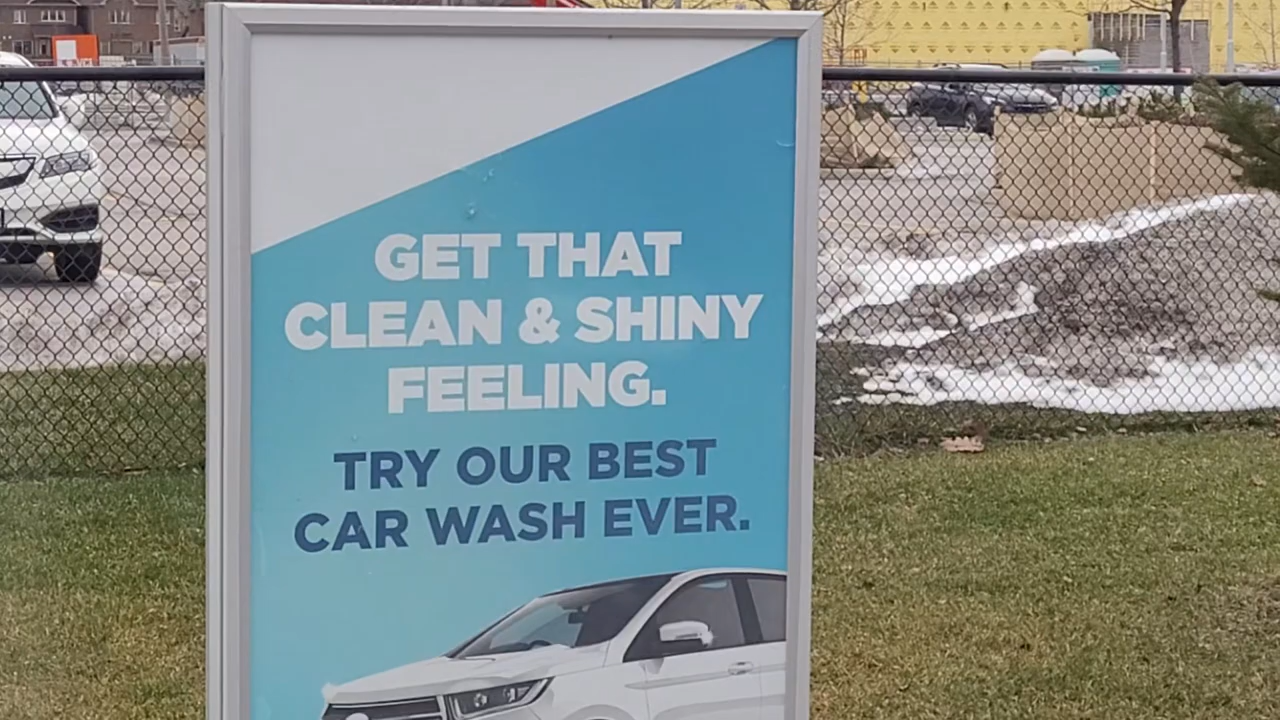 GET THAT
CLEAN & SHINY
FEELING.
TRY OUR BEST
CAR WASH EVER.